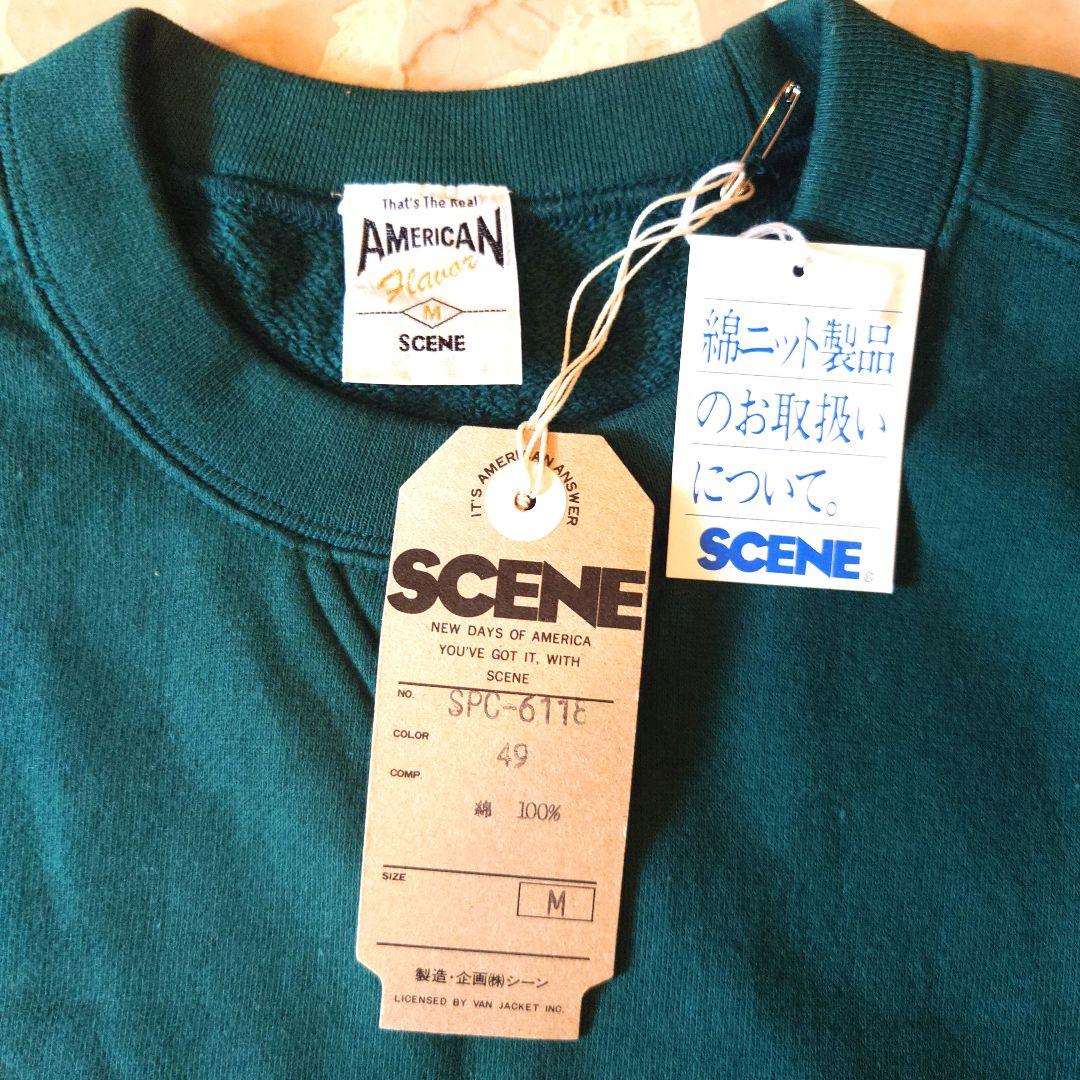 That's The Real
AMERICAN
Flavor
M
SCENE
綿ニット製品
のお取扱い
について。
SCENE
IT'S AMERICAN ANSWER
SCENE
NEW DAYS OF AMERICA
YOU'VE GOT IT, WITH
SCENE
NO. SPC-6118
COLOR 49
COMP.
綿 100%
SIZE
M
製造・企画㈱シーン
LICENSED BY VAN JACKET INC.